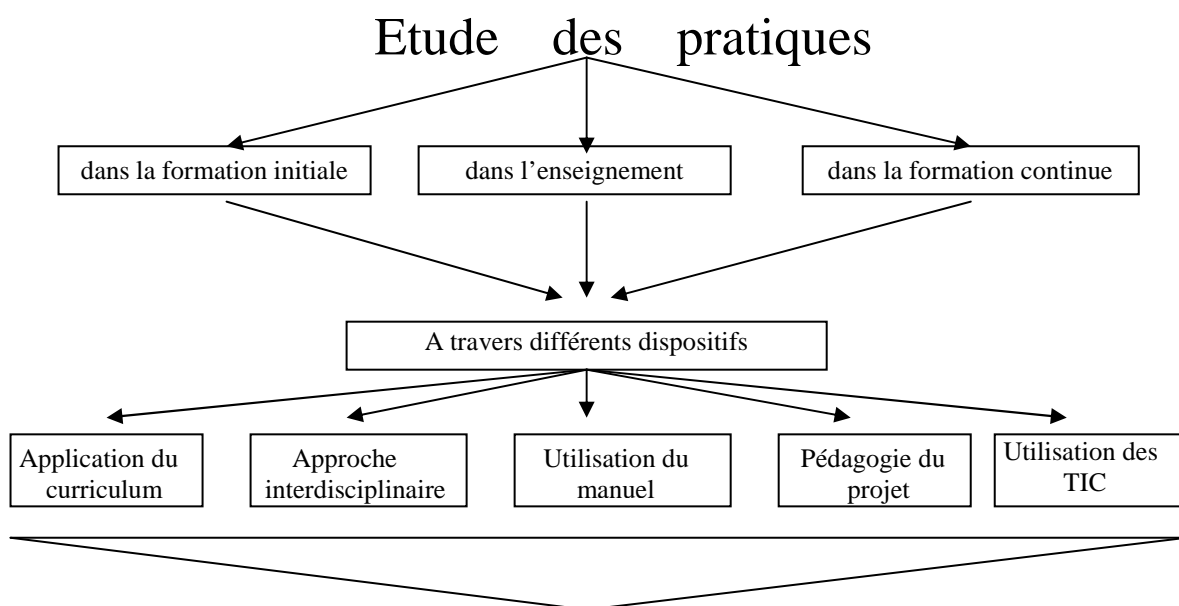 Etude des pratiques
dans la formation initiale
dans l’enseignement
dans la formation continue
A travers différents dispositifs
Application du
curriculum
Approche
interdisciplinaire
Utilisation du
manuel
Pédagogie du
projet
Utilisation des
TIC